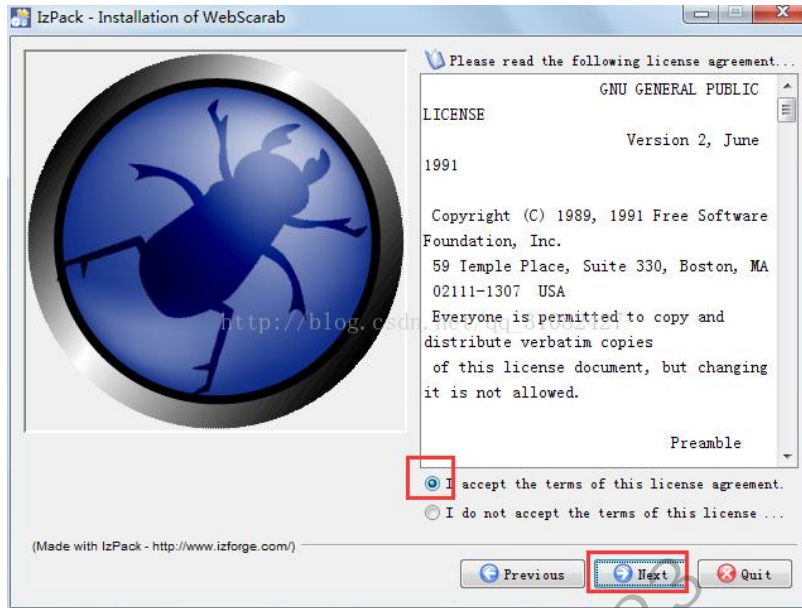 IzPack - Installation of WebScarab
Please read the following license agreement...
GNU GENERAL PUBLIC
LICENSE
Version 2, June
1991
Copyright (C) 1989, 1991 Free Software
Foundation, Inc.
59 Temple Place, Suite 330, Boston, MA
02111-1307 USA
Everyone is permitted to copy and
distribute verbatim copies
of this license document, but changing
it is not allowed.
Preamble
I accept the terms of this license agreement.
I do not accept the terms of this license ...
(Made with IzPack - http://www.izforge.com/)
Previous
Next
Quit